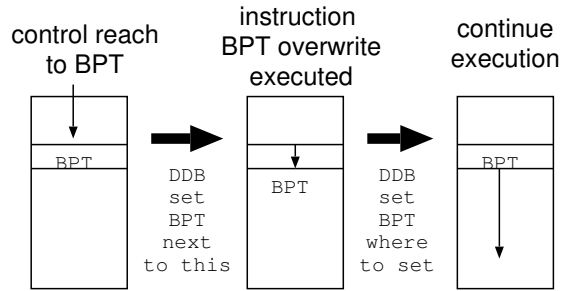 control reach
to BPT
instruction
BPT overwrite
executed
continue
execution
BPT
DDB
set
BPT
next
to this
BPT
DDB
set
BPT
where
to set
BPT